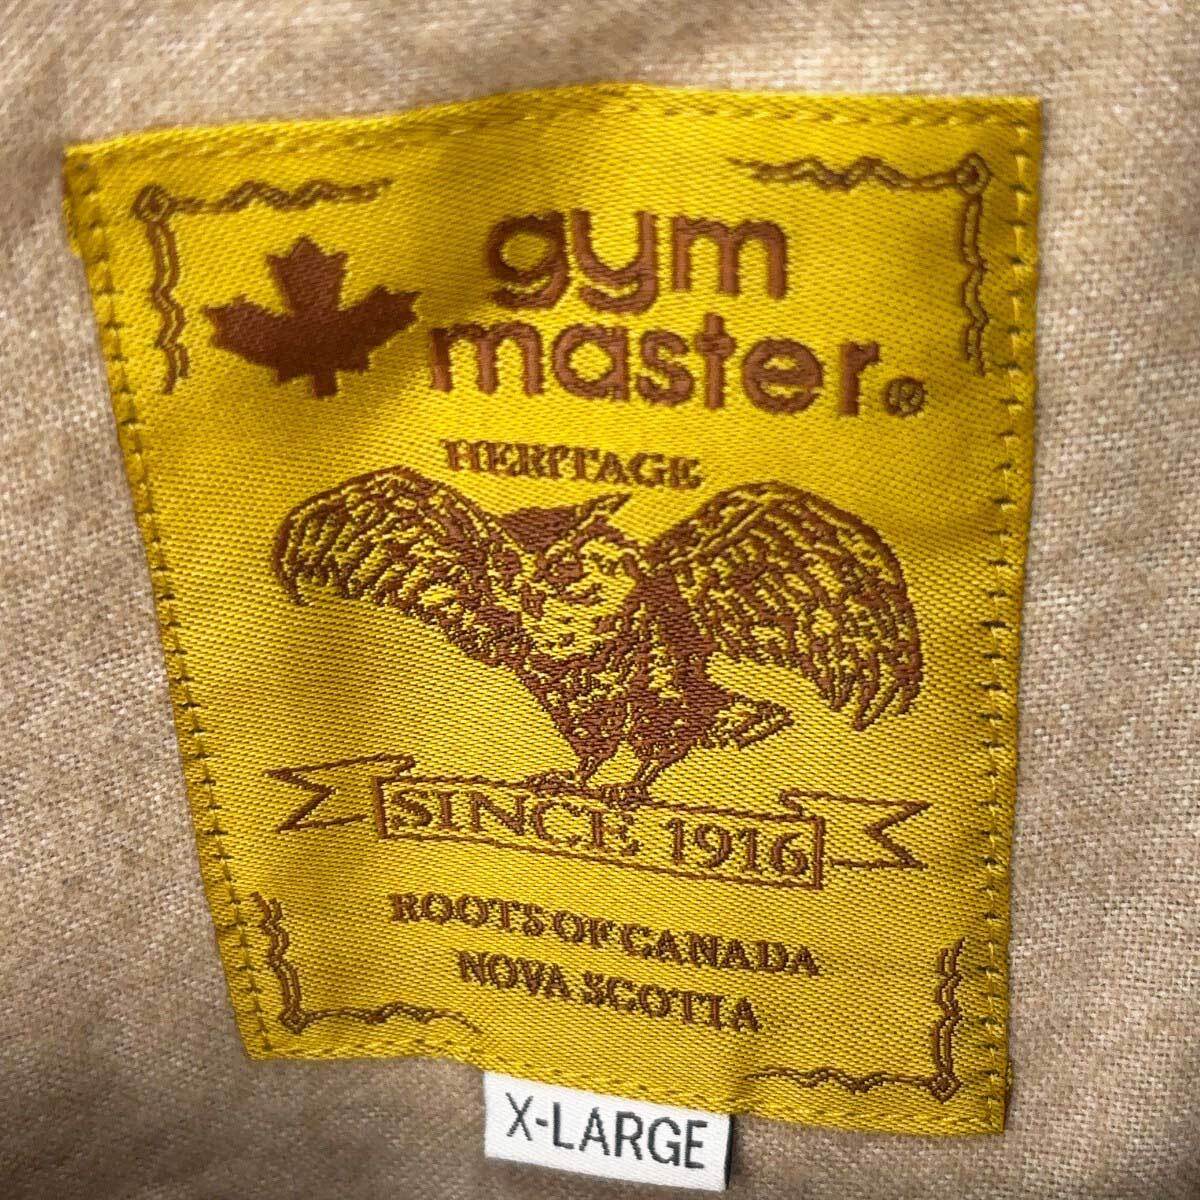 gym
master®
HERITAGE
SINCE 1916
ROOTS OF CANADA
NOVA SCOTIA
X-LARGE